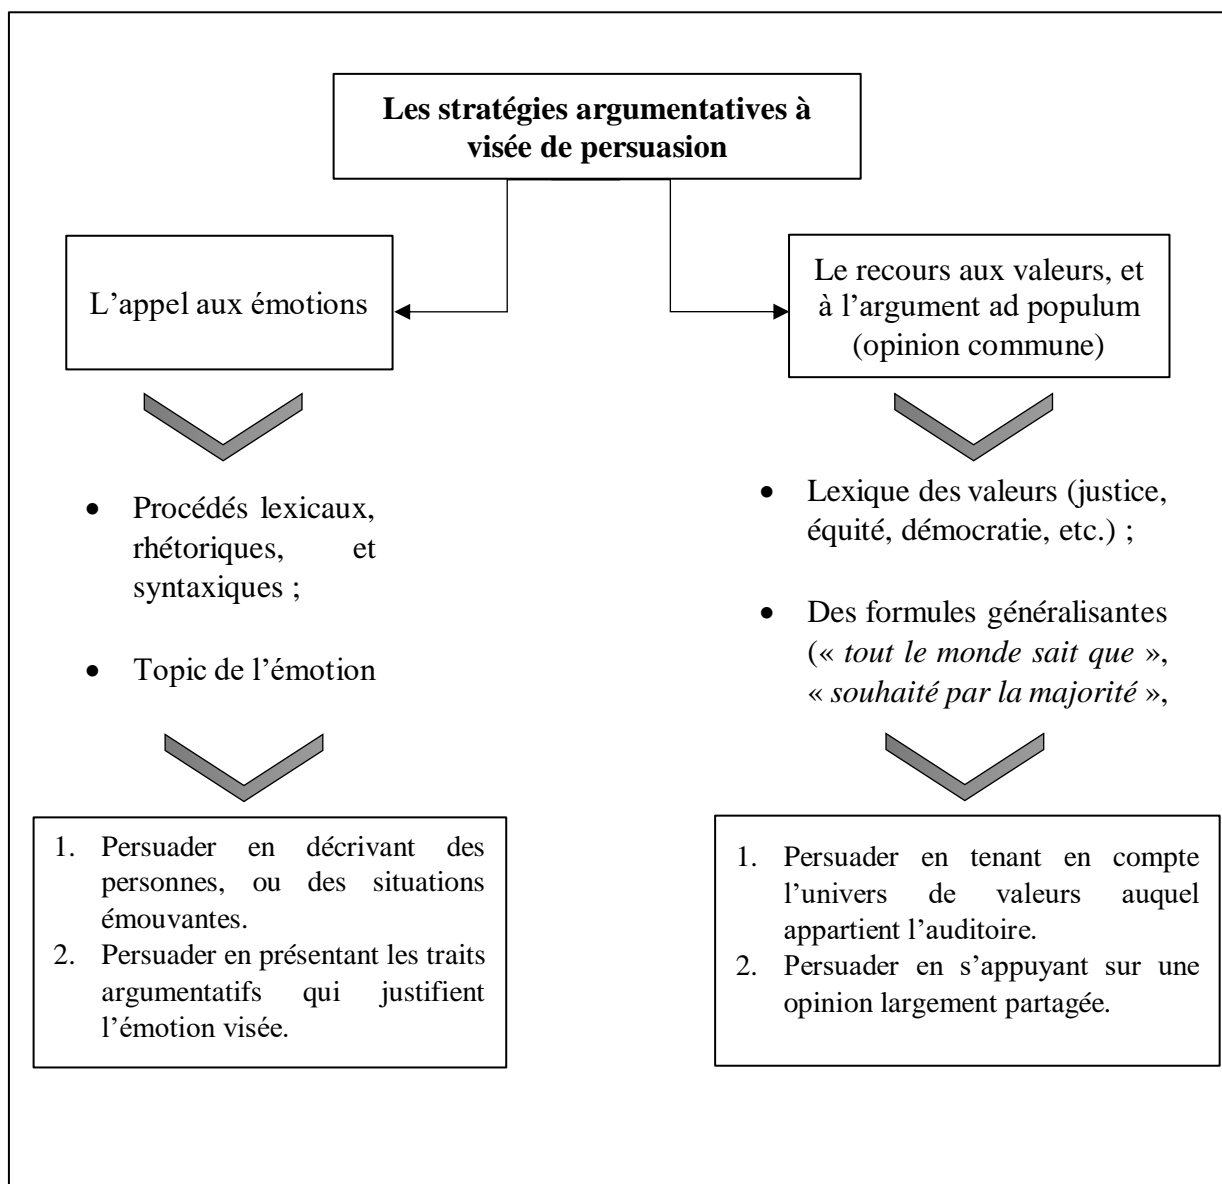 Les stratégies argumentatives à
visée de persuasion
L’appel aux émotions
Le recours aux valeurs, et
à l’argument ad populum
(opinion commune)
• Procédés lexicaux,
rhétoriques, et
syntaxiques ;
• Topic de l’émotion
• Lexique des valeurs (justice,
équité, démocratie, etc.) ;
• Des formules généralisantes
(« tout le monde sait que »,
« souhaité par la majorité »,
1. Persuader en décrivant des
personnes, ou des situations
émouvantes.
2. Persuader en présentant les traits
argumentatifs qui justifient
l’émotion visée.
1. Persuader en tenant en compte
l’univers de valeurs auquel
appartient l’auditoire.
2. Persuader en s’appuyant sur une
opinion largement partagée.